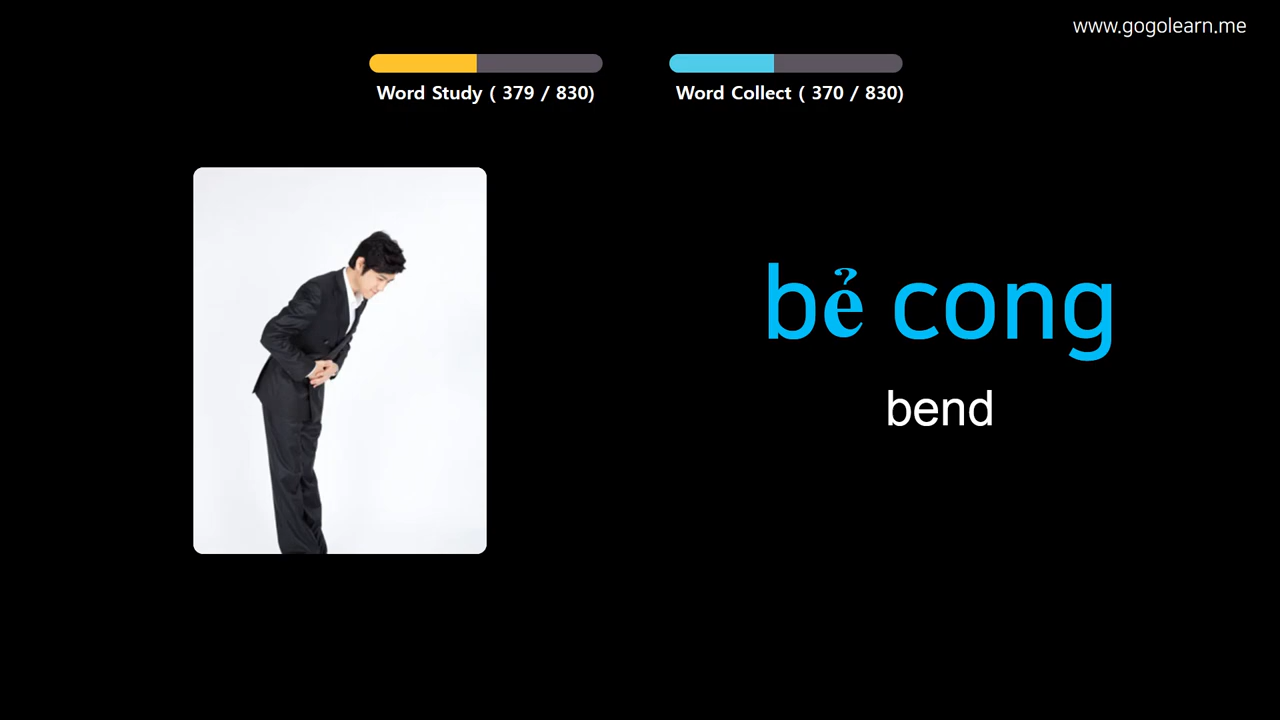 www.gogolearn.me
Word Study ( 379 / 830)
Word Collect ( 370 / 830)
bẻ cong
bend